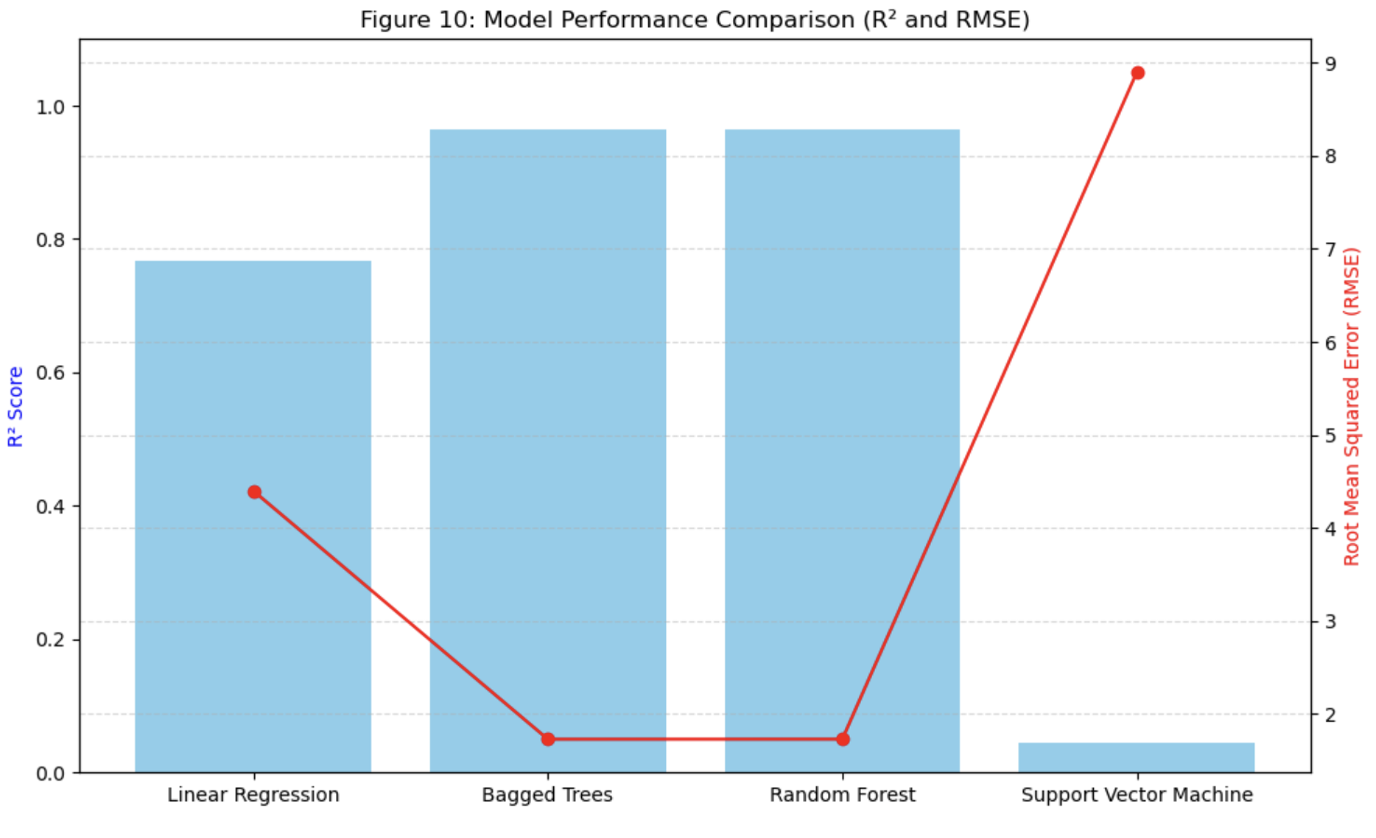 Figure 10: Model Performance Comparison (R² and RMSE)
R² Score
1.0
0.8
0.6
0.4
0.2
0.0
9
8
7
6
5
4
3
2
Root Mean Squared Error (RMSE)
Linear Regression
Bagged Trees
Random Forest
Support Vector Machine